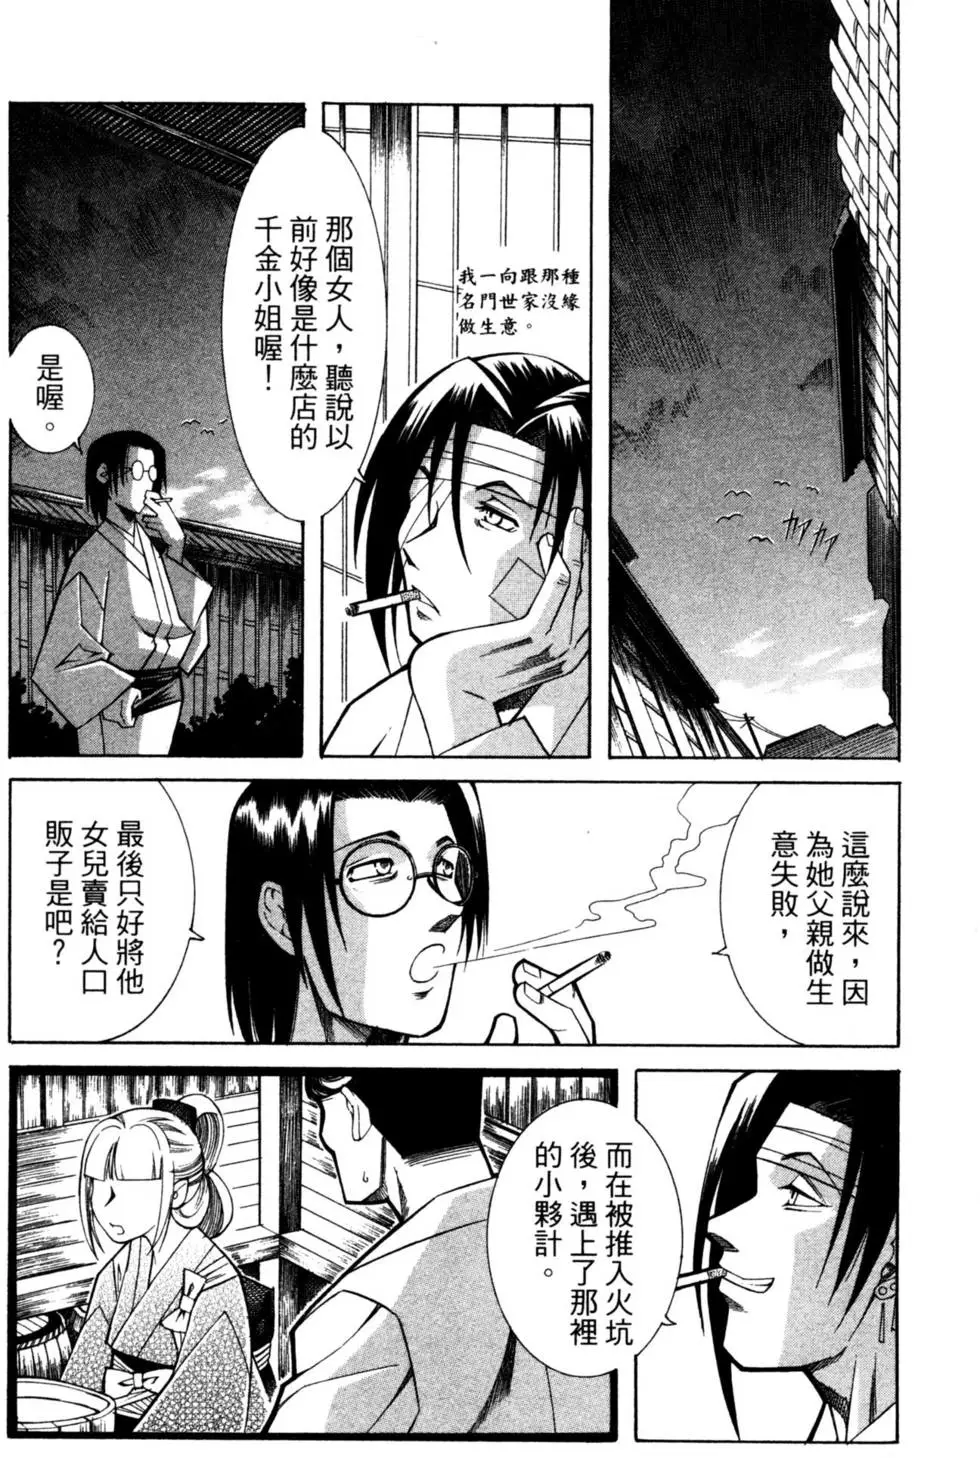 カァ
カァ
那個女人，聽說以
前好像是什麼店的
千金小姐喔！
我一向跟那種
名門世家沒緣
做生意。
是喔。
這麼說來，因
為她父親做生
意失敗，
最後只好將他
女兒賣給人口
販子是吧？
而在被推入火坑
後，遇上了那裡
的小夥計。